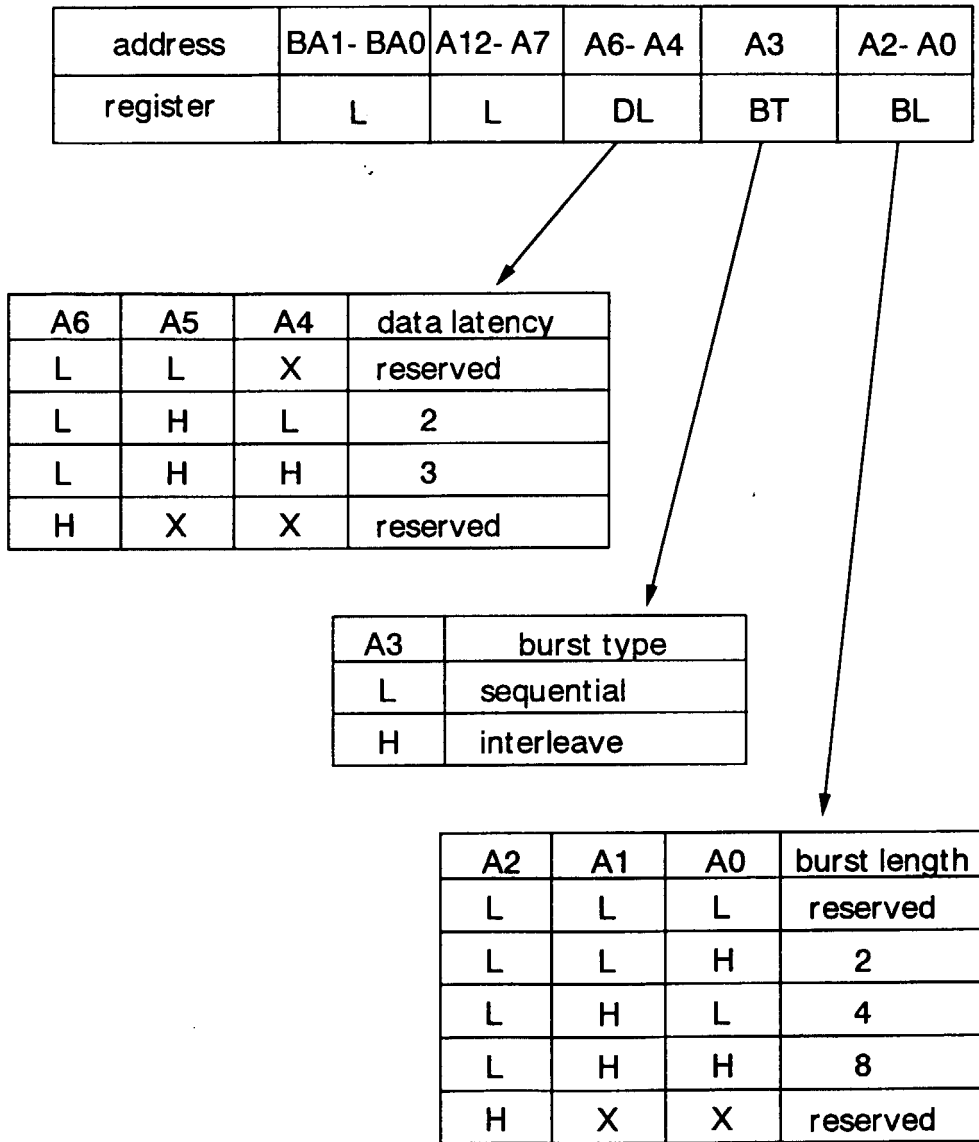 address BA1- BA0 A12- A7 A6- A4 A3 A2- A0
register L L DL BT BL
A6 A5 A4 data latency
L L X reserved
L H L 2
L H H 3
H X X reserved
A3 burst type
L sequential
H interleave
A2 A1 A0 burst length
L L L reserved
L L H 2
L H L 4
L H H 8
H X X reserved